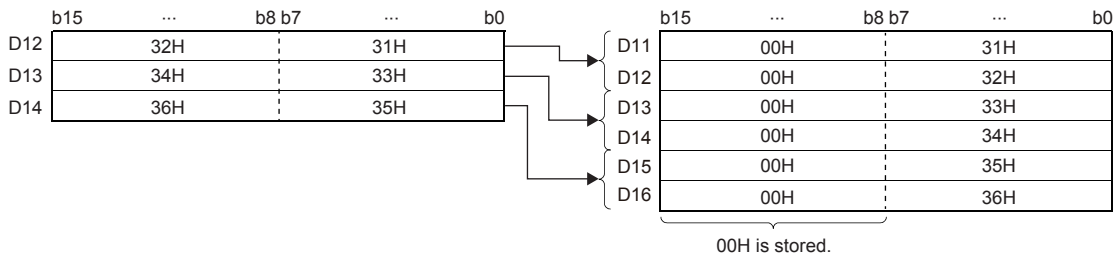 b15 ... b8 b7 ... b0 b15 ... b8 b7 ... b0
D12 32H 31H D11 00H 31H
D13 34H 33H D12 00H 32H
D14 36H 35H D13 00H 33H
D14 00H 34H
D15 00H 35H
D16 00H 36H
00H is stored.